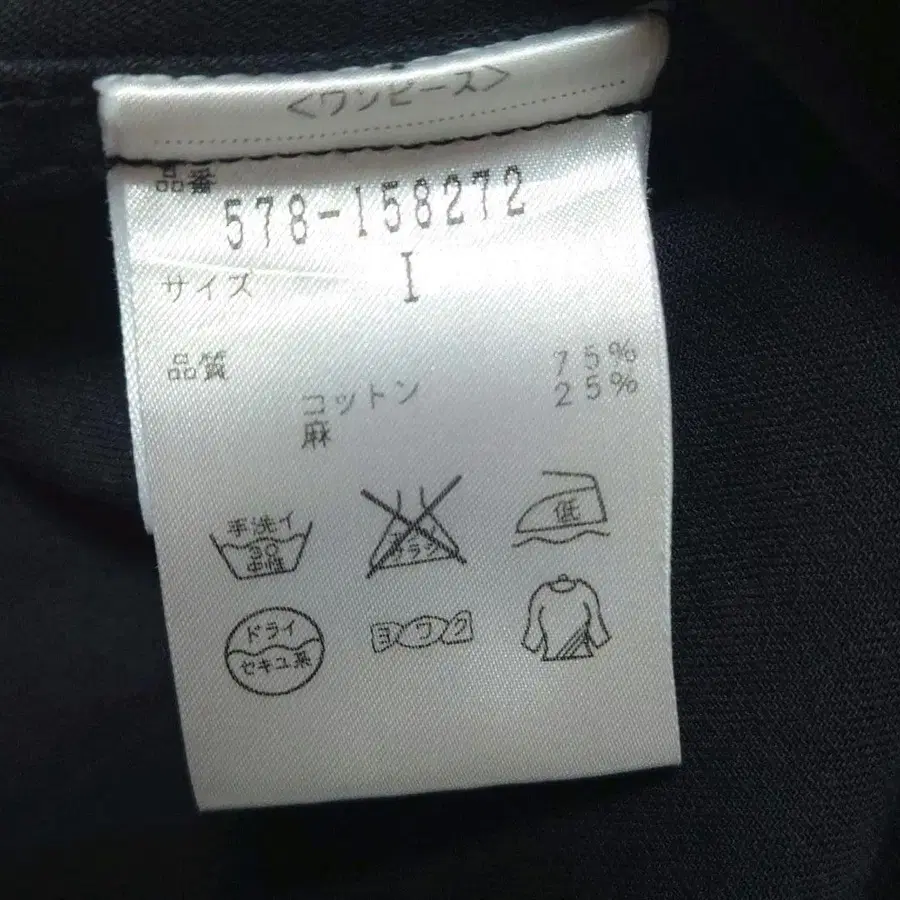 <ワンピース>
品番
578-158272
サイズ I
品質
コットン 75%
麻 25%
手洗イ
30
中性
低
ドライ
セキユ系
ヨワク